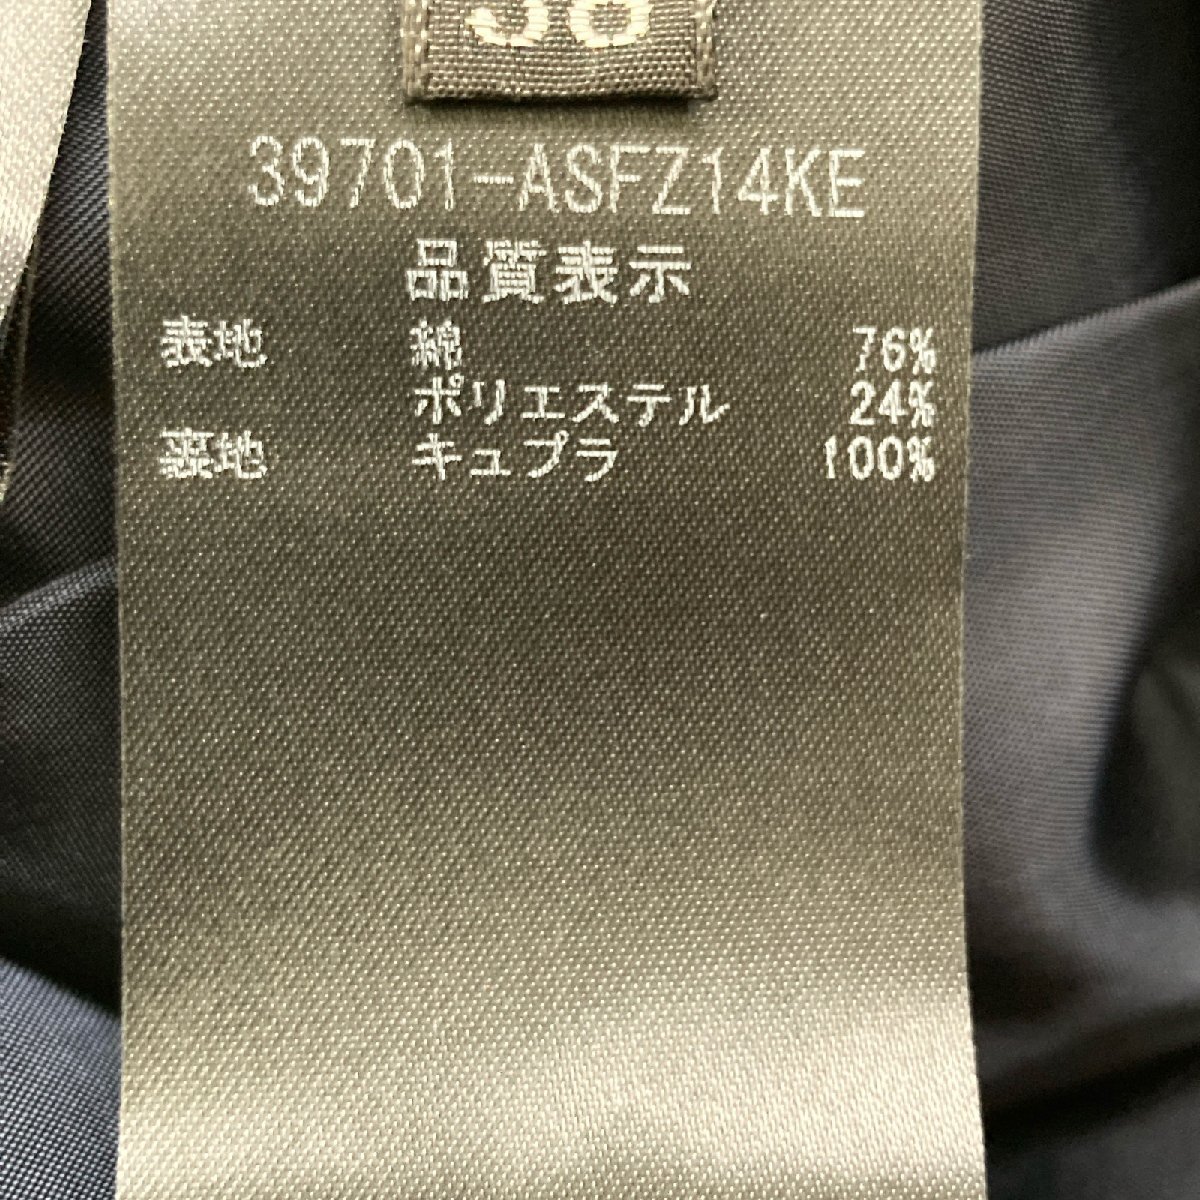 38
39701-ASFZ14KE
品質表示
表地 綿 76%
ポリエステル 24%
裏地 キュプラ 100%